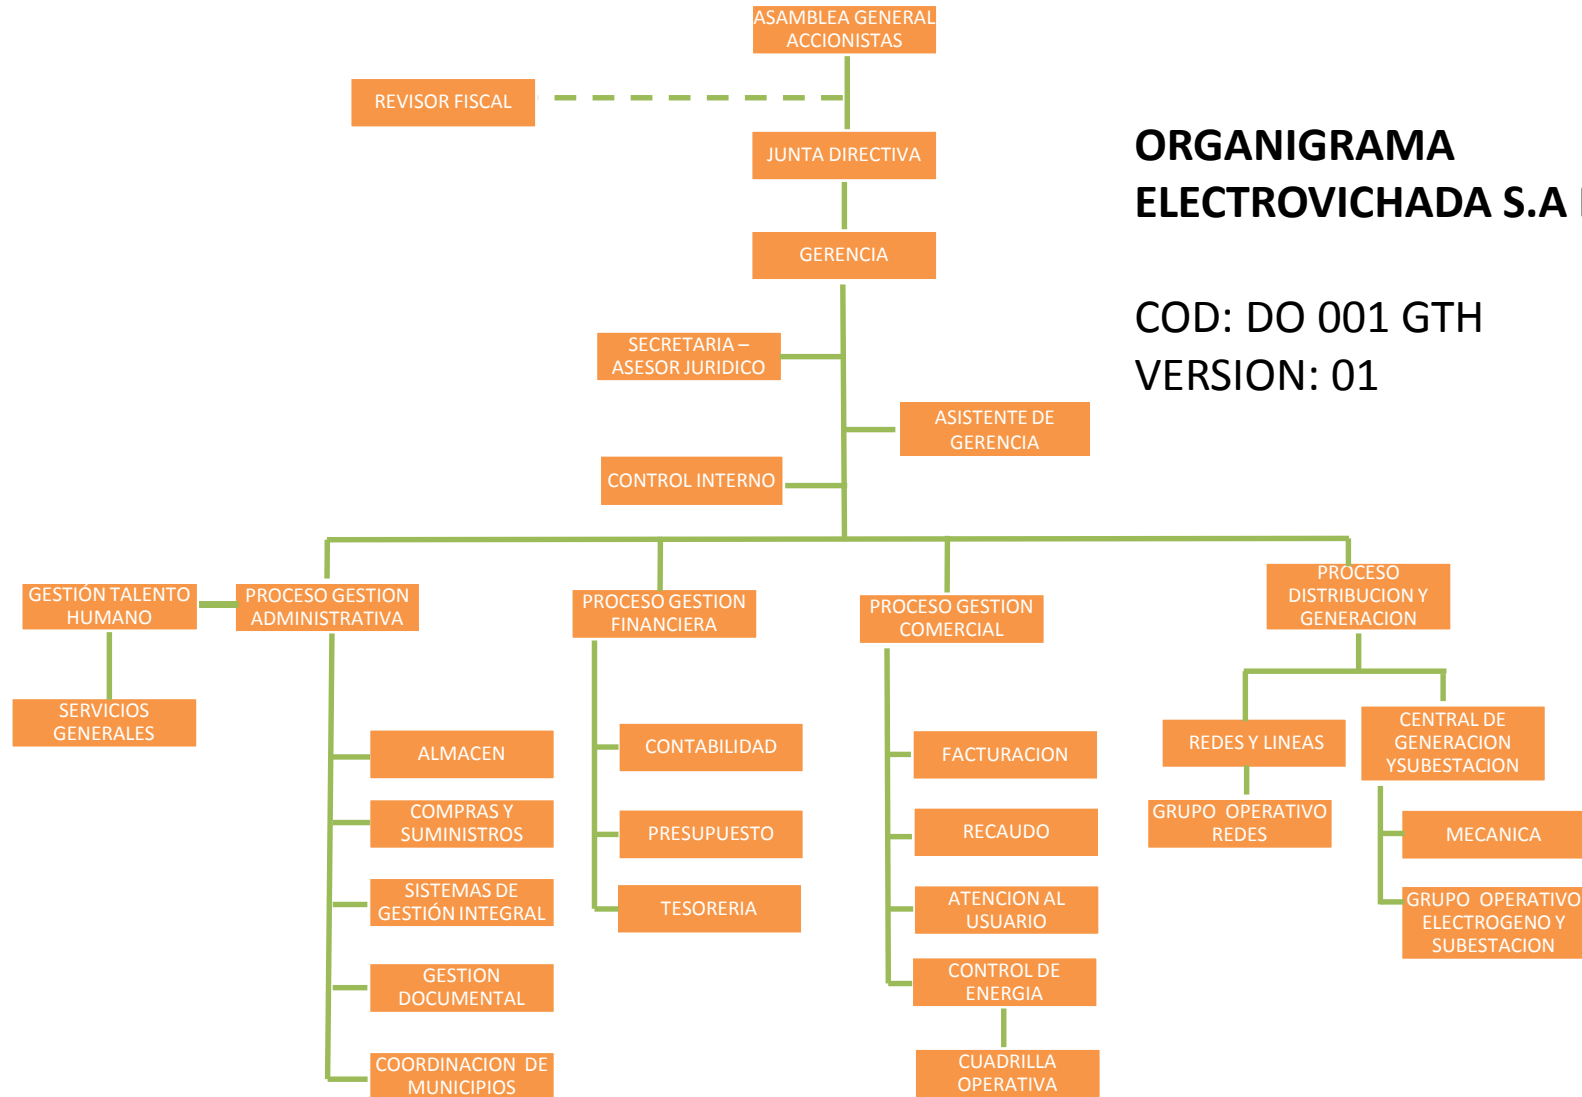 ASAMBLEA GENERAL
ACCIONISTAS
REVISOR FISCAL
JUNTA DIRECTIVA
ORGANIGRAMA
ELECTROVICHADA S.A
GERENCIA
COD: DO 001 GTH
VERSION: 01
SECRETARIA –
ASESOR JURIDICO
ASISTENTE DE
GERENCIA
CONTROL INTERNO
GESTIÓN TALENTO
HUMANO
PROCESO GESTION
ADMINISTRATIVA
PROCESO GESTION
FINANCIERA
PROCESO GESTION
COMERCIAL
PROCESO
DISTRIBUCION Y
GENERACION
SERVICIOS
GENERALES
ALMACEN
COMPRAS Y
SUMINISTROS
SISTEMAS DE
GESTIÓN INTEGRAL
GESTION
DOCUMENTAL
COORDINACION DE
MUNICIPIOS
CONTABILIDAD
PRESUPUESTO
TESORERIA
FACTURACION
RECAUDO
ATENCION AL
USUARIO
CONTROL DE
ENERGIA
CUADRILLA
OPERATIVA
REDES Y LINEAS
GRUPO OPERATIVO
REDES
CENTRAL DE
GENERACION
YSUBESTACION
MECANICA
GRUPO OPERATIVO
ELECTROGENO Y
SUBESTACION